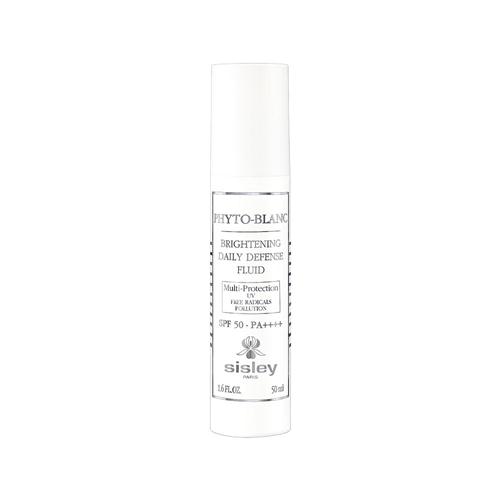 PHYTO-BLANC
BRIGHTENING
DAILY DEFENSE
FLUID
Multi-Protection
UV
FREE RADICALS
POLLUTION
SPF 50 · PA++++
sisley
PARIS
1.6 FL.OZ. 50 ml